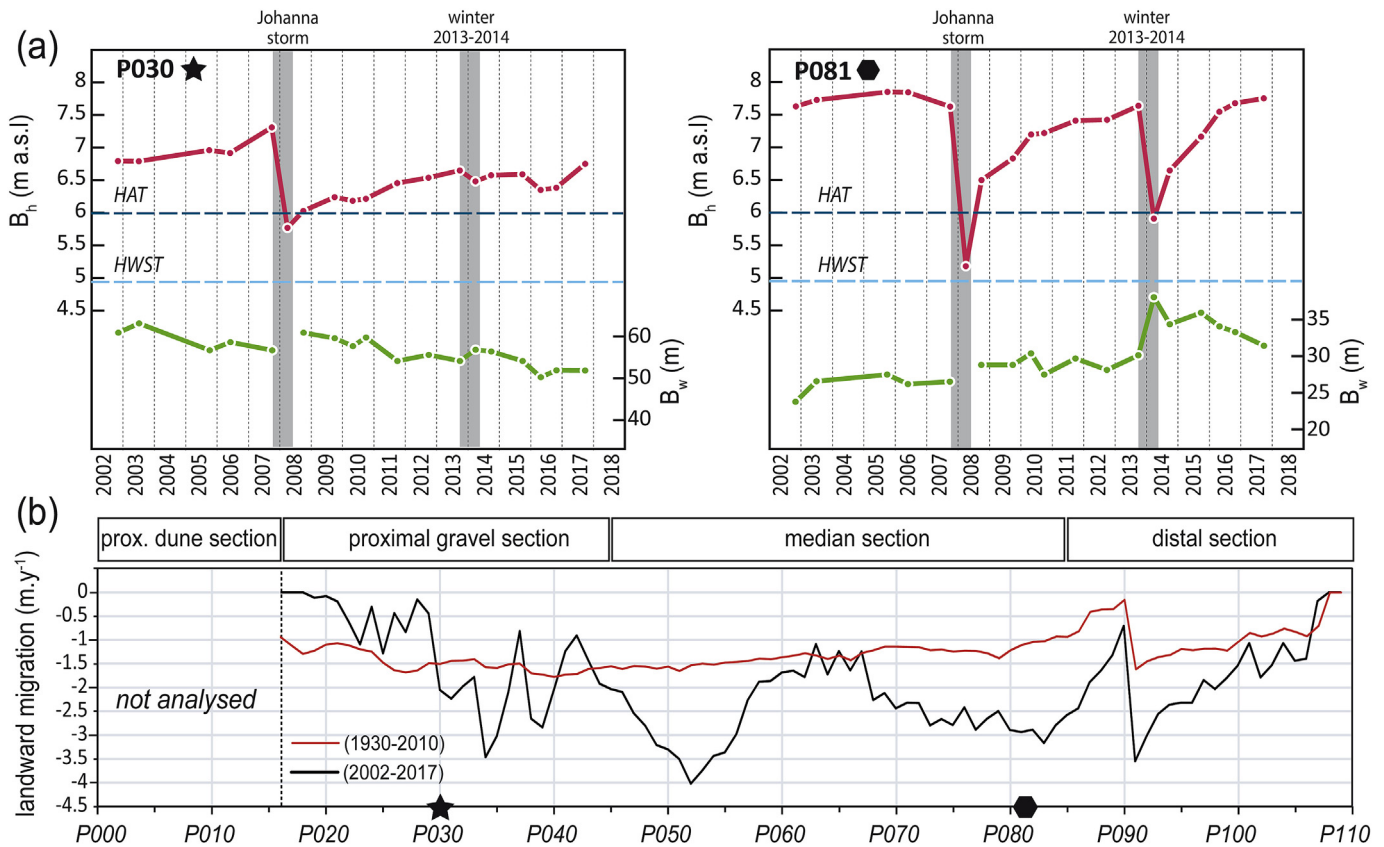 (a)
Johanna
storm
winter
2013-2014
P030
8
7.5
7
6.5
6
5.5
5
4.5
Bh (m a.s.l)
HAT
HWST
60
50
40
Bw (m)
2002 2003 2004 2005 2006 2007 2008 2009 2010 2011 2012 2013 2014 2015 2016 2017 2018
Johanna
storm
winter
2013-2014
P081
8
7.5
7
6.5
6
5.5
5
4.5
Bh (m a.s.l)
HAT
HWST
35
30
25
20
Bw (m)
2002 2003 2004 2005 2006 2007 2008 2009 2010 2011 2012 2013 2014 2015 2016 2017 2018
(b)
prox. dune section proximal gravel section median section distal section
landward migration (m.y-1)
0
-0.5
-1
-1.5
-2
-2.5
-3
-3.5
-4
-4.5
not analysed
(1930-2010)
(2002-2017)
P000 P010 P020 P030 P040 P050 P060 P070 P080 P090 P100 P110